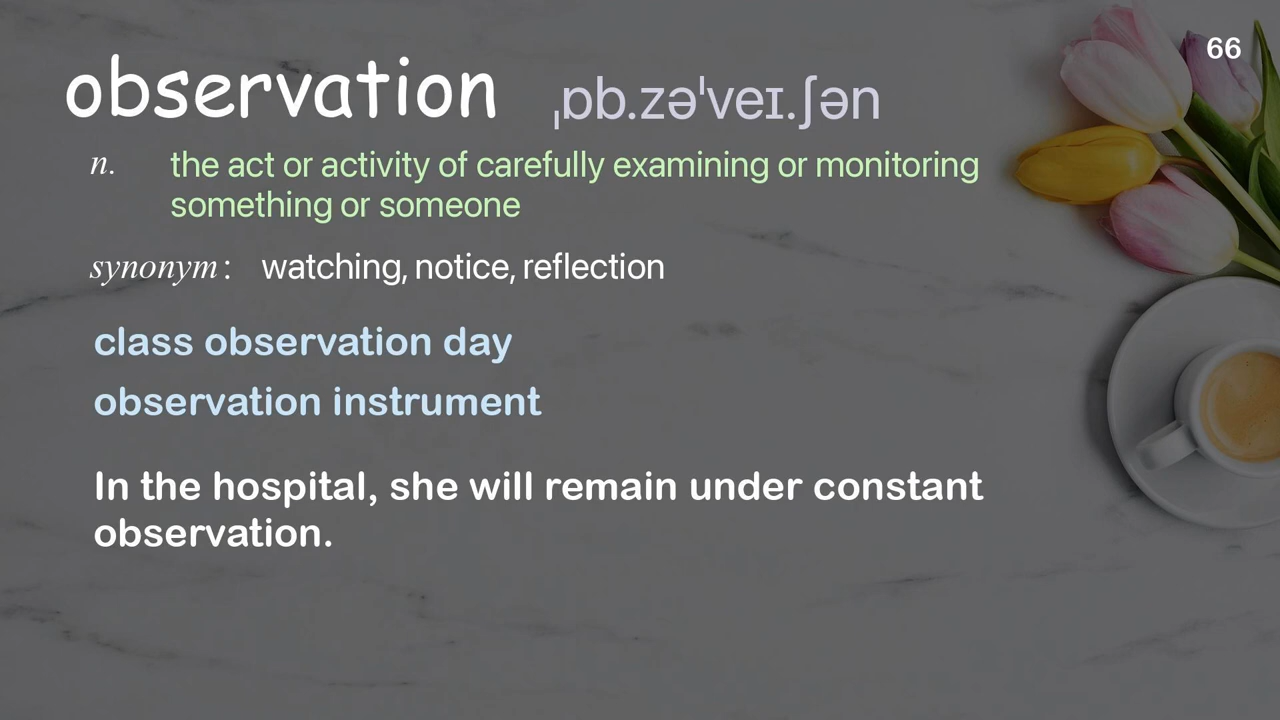 66
observation ˌɒb.zəˈveɪ.ʃən
n. the act or activity of carefully examining or monitoring
something or someone
synonym: watching, notice, reflection
class observation day
observation instrument
In the hospital, she will remain under constant
observation.